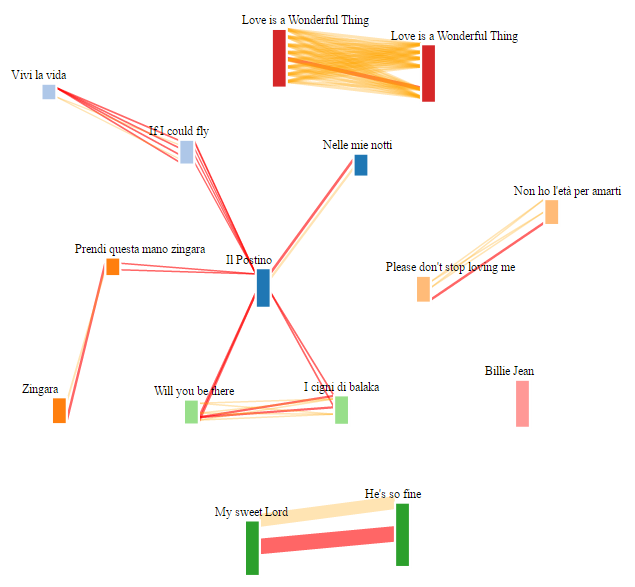 Love is a Wonderful Thing
Love is a Wonderful Thing
Vivi la vida
If I could fly
Nelle mie notti
Non ho l'etá per amarti
Prendi questa mano zingara
Il Postino
Please don't stop loving me
Billie Jean
Zingara
Will you be there
I cigni di balaka
He's so fine
My sweet Lord